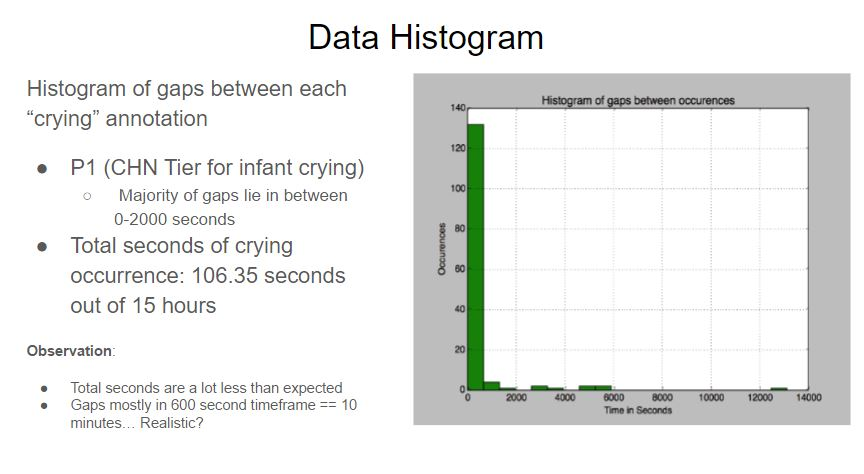 Data Histogram
Histogram of gaps between each
“crying” annotation
● P1 (CHN Tier for infant crying)
○ Majority of gaps lie in between
0-2000 seconds
● Total seconds of crying
occurrence: 106.35 seconds
out of 15 hours
Observation:
● Total seconds are a lot less than expected
● Gaps mostly in 600 second timeframe == 10
minutes… Realistic?
Histogram of gaps between occurences
140
120
100
80
60
40
20
0
Occurences
0 2000 4000 6000 8000 10000 12000 14000
Time in Seconds